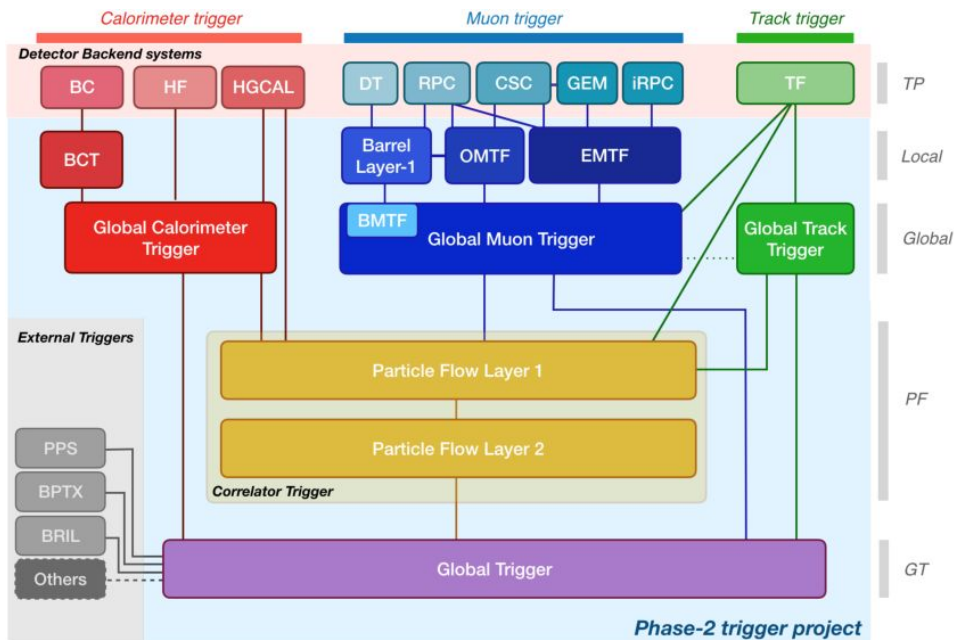 Calorimeter trigger
Muon trigger
Track trigger
Detector Backend systems
BC
HF
HGCAL
DT
RPC
CSC
GEM
iRPC
TF
TP
BCT
Barrel
Layer-1
OMTF
EMTF
Local
Global Calorimeter
Trigger
BMTF
Global Muon Trigger
Global Track
Trigger
Global
External Triggers
Particle Flow Layer 1
PF
Particle Flow Layer 2
Correlator Trigger
PPS
BPTX
BRIL
Others
Global Trigger
GT
Phase-2 trigger project